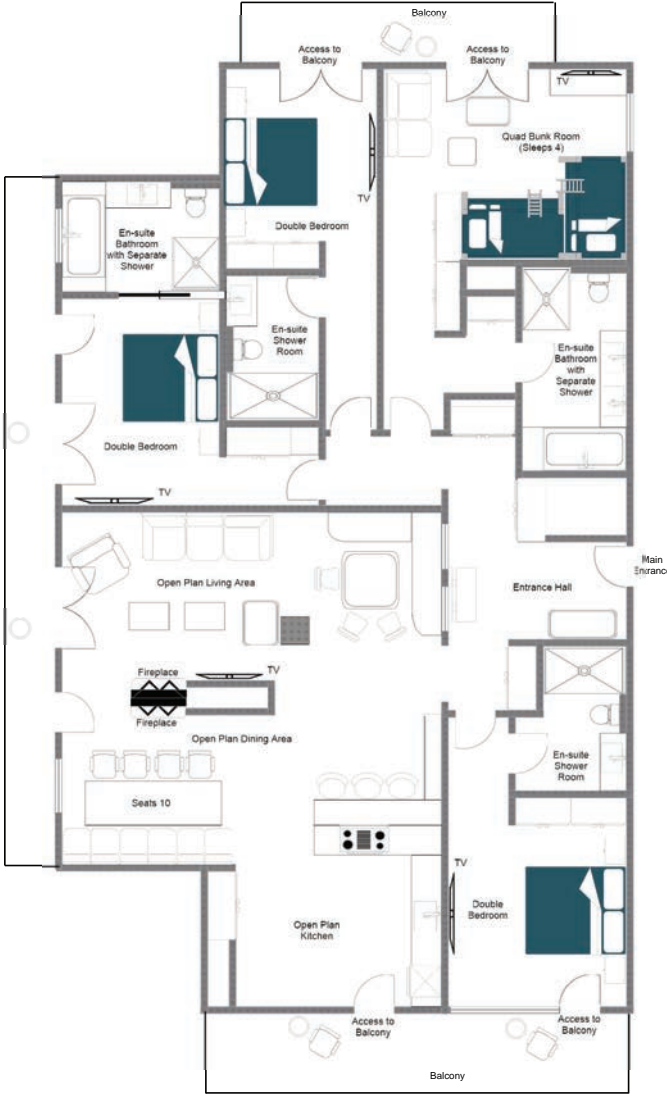 Balcony
Access to
Balcony
Access to
Balcony
TV
Quad Bunk Room
(Sleeps 4)
TV
Double Bedroom
En-suite
Bathroom
with Separate
Shower
En-suite
Shower
Room
En-suite
Bathroom
with
Separate
Shower
Double Bedroom
TV
Main
Entrance
Open Plan Living Area
Entrance Hall
Fireplace
TV
Fireplace
Open Plan Dining Area
En-suite
Shower
Room
Seats 10
TV
Double
Bedroom
Open Plan
Kitchen
Access to
Balcony
Access to
Balcony
Balcony